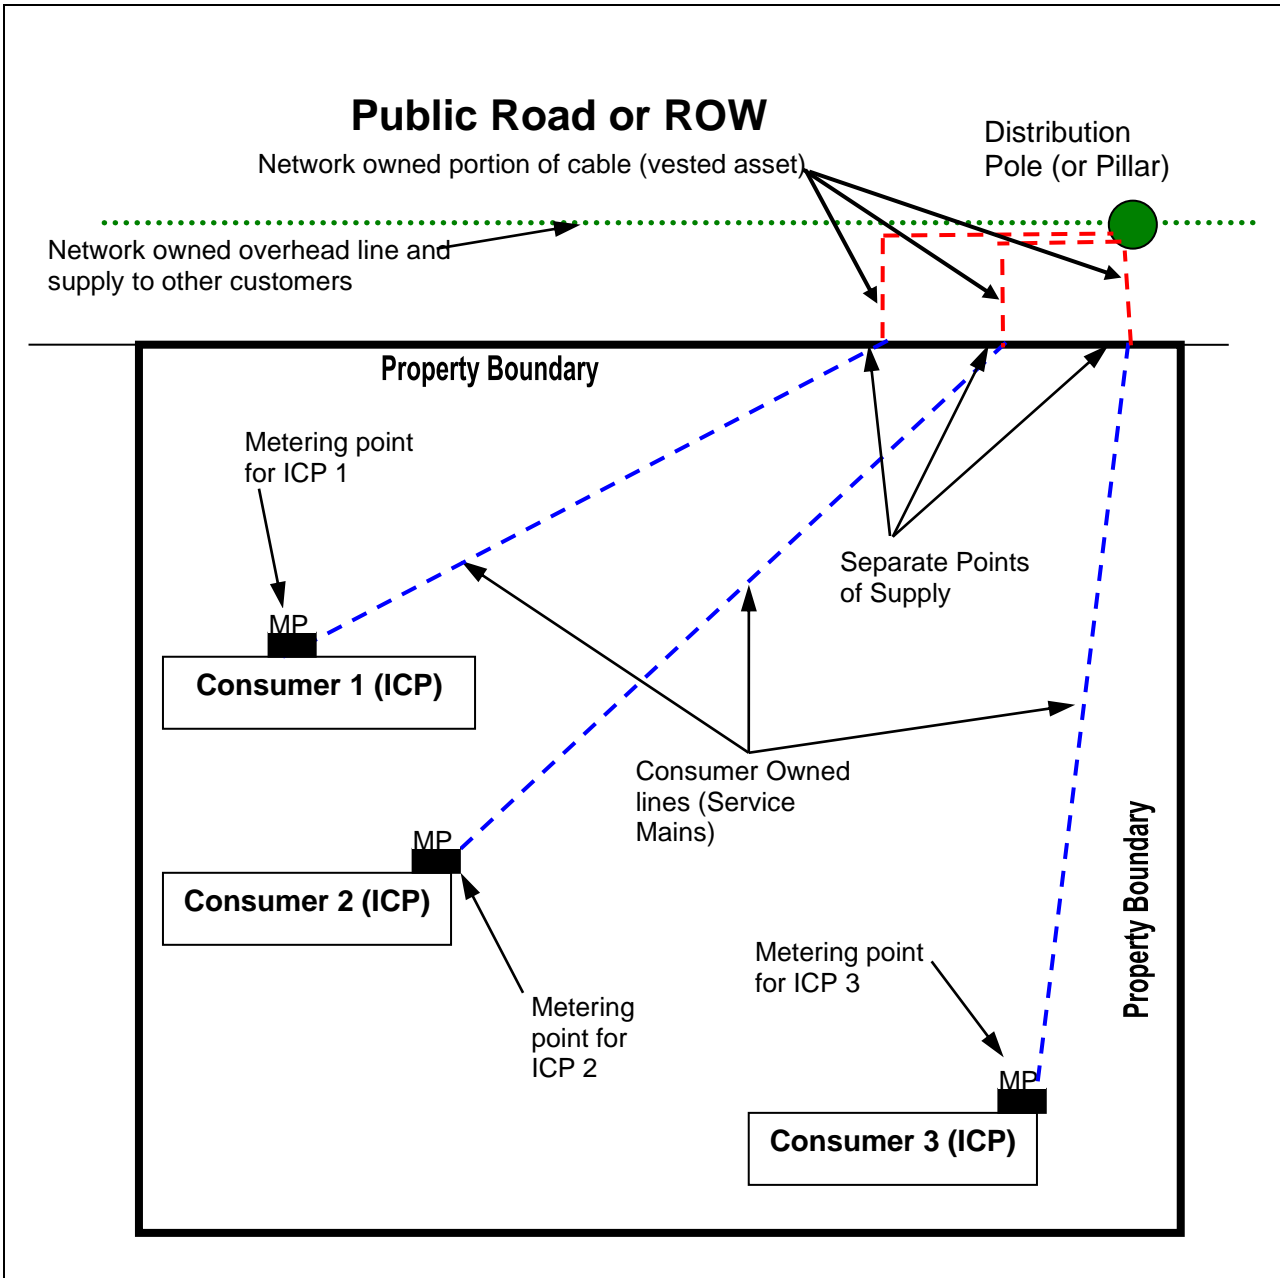 Public Road or ROW
Network owned portion of cable (vested asset)
Distribution
Pole (or Pillar)
Network owned overhead line and
supply to other customers
Property Boundary
Metering point
for ICP 1
Separate Points
of Supply
MP
Consumer 1 (ICP)
Consumer Owned
lines (Service
Mains)
Property Boundary
MP
Consumer 2 (ICP)
Metering point
for ICP 3
Metering
point for
ICP 2
MP
Consumer 3 (ICP)